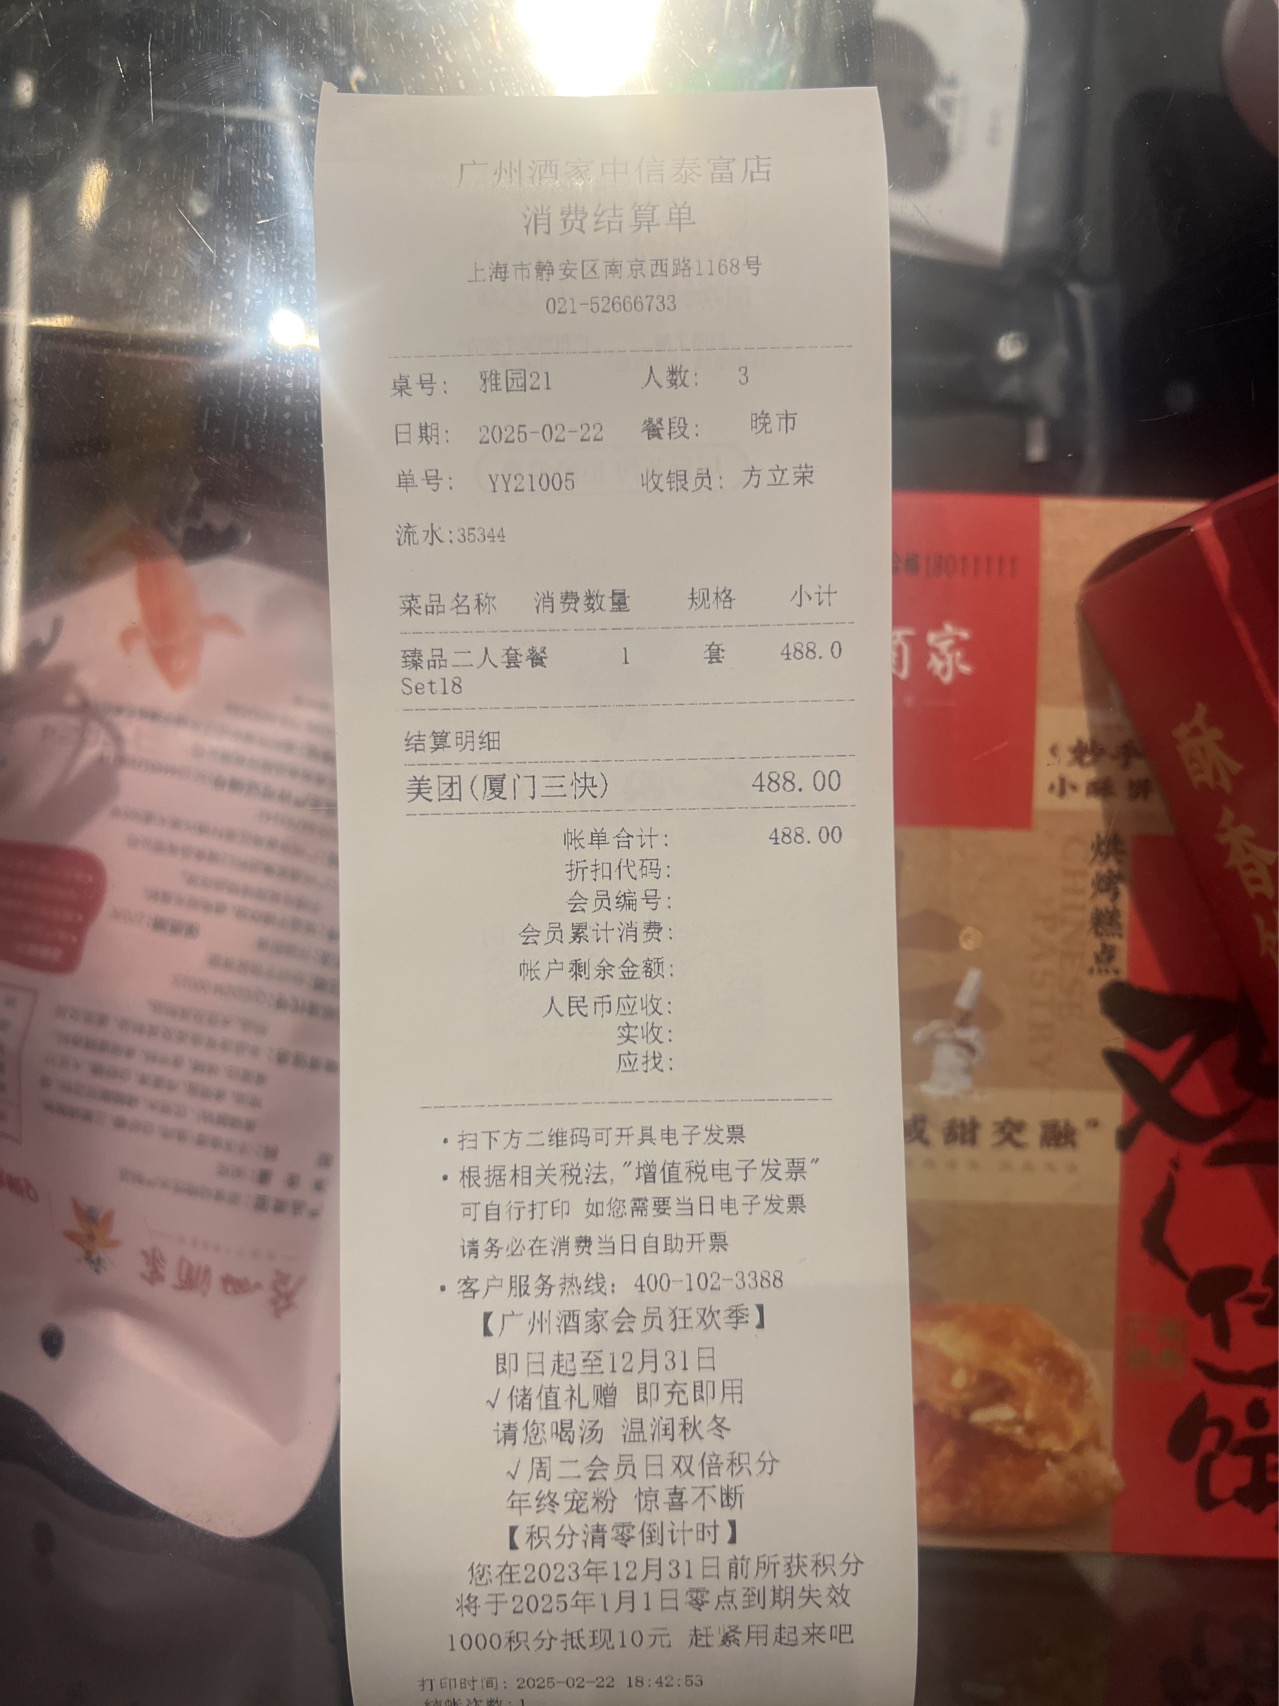 广州酒家中信泰富店
消费结算单
上海市静安区南京西路1168号
021-52666733
桌号: 雅园21 人数: 3
日期: 2025-02-22 餐段: 晚市
单号: YY21005 收银员: 方立荣
流水:35344
菜品名称 消费数量 规格 小计
臻品二人套餐 1 套 488.0
Set18
结算明细
美团(厦门三快) 488.00
帐单合计: 488.00
折扣代码:
会员编号:
会员累计消费:
帐户剩余金额:
人民币应收:
实收:
应找:
·扫下方二维码可开具电子发票
·根据相关税法,"增值税电子发票"
可自行打印 如您需要当日电子发票
请务必在消费当日自助开票
·客户服务热线: 400-102-3388
【广州酒家会员狂欢季】
即日起至12月31日
√储值礼赠 即充即用
请您喝汤 温润秋冬
√周二会员日双倍积分
年终宠粉 惊喜不断
【积分清零倒计时】
您在2023年12月31日前所获积分
将于2025年1月1日零点到期失效
1000积分抵现10元 赶紧用起来吧
打印时间: 2025-02-22 18:42:53
结帐次数:1
酒家
妙手
小酥饼
烘烤糕点
CHINESE PASTRY
咸甜交融"
酥香
饼